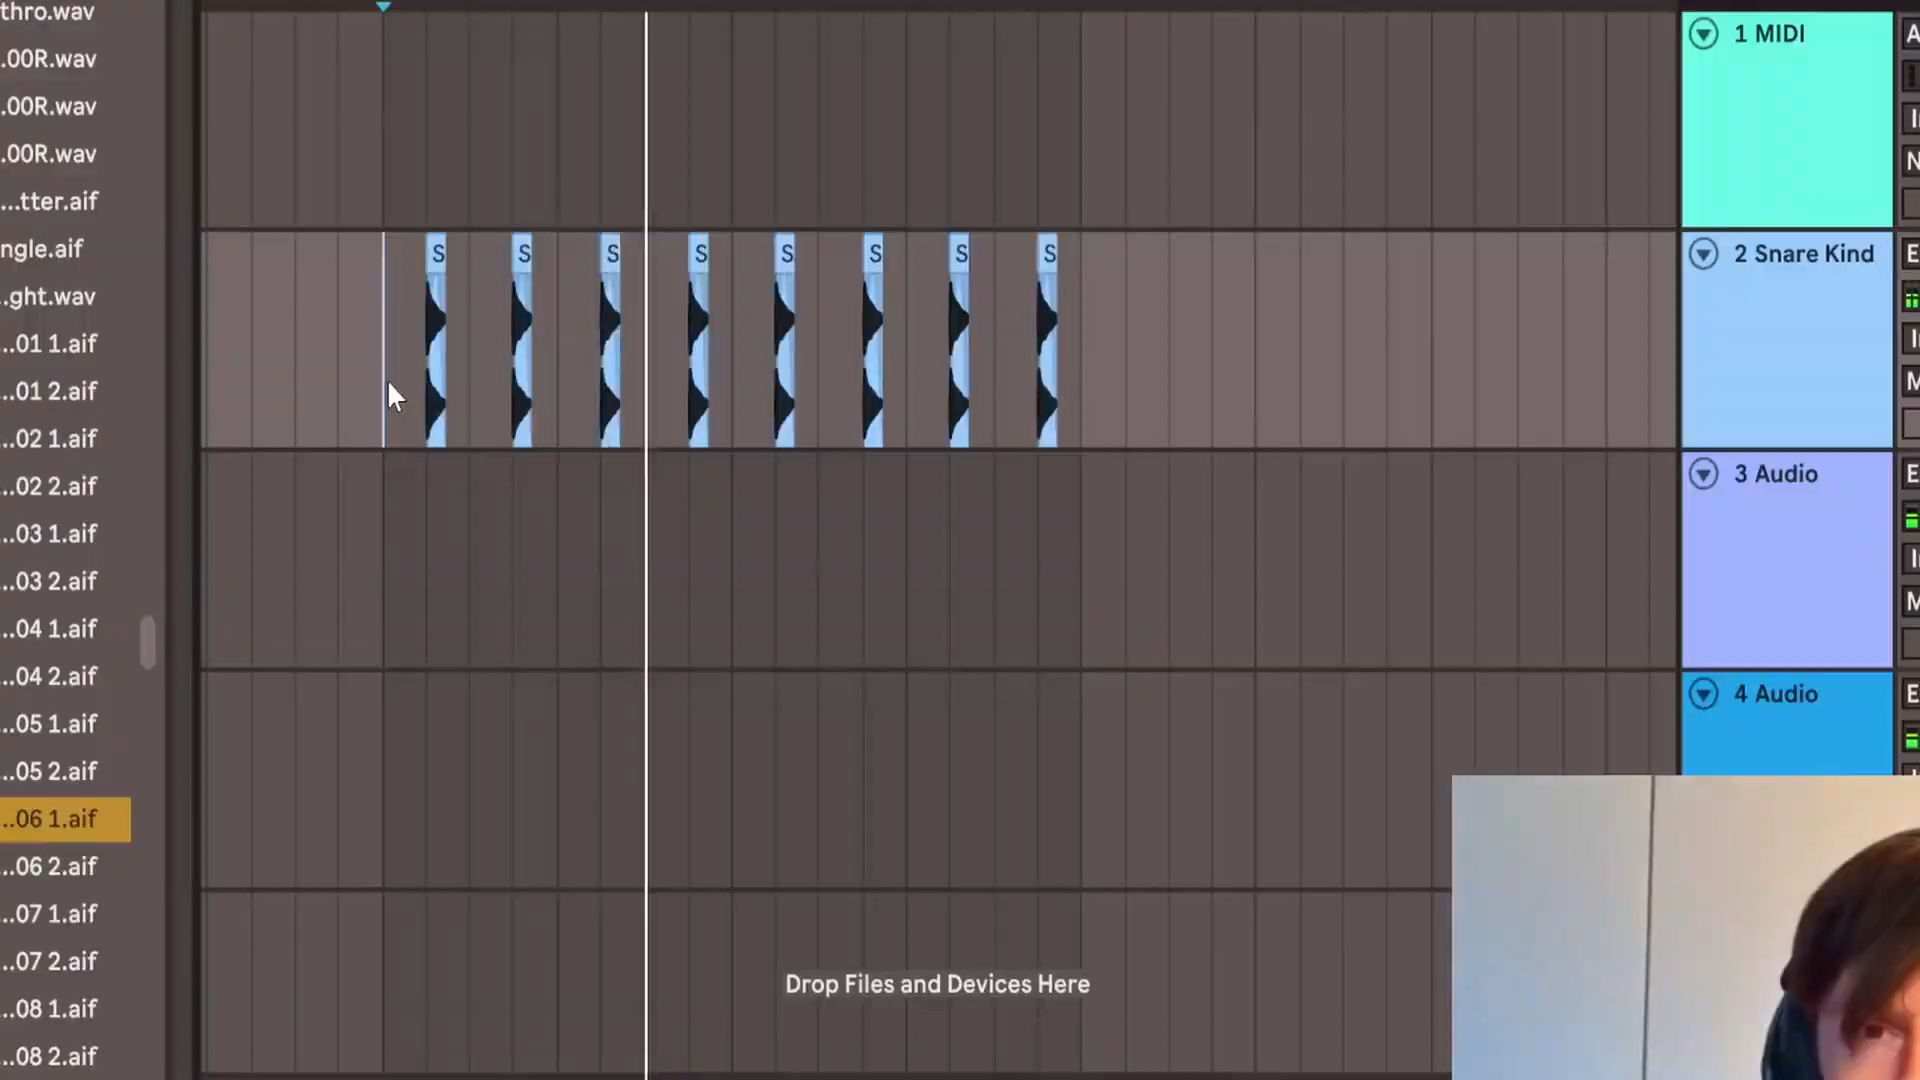 thro.wav
.00R.wav
.00R.wav
.00R.wav
...tter.aif
ngle.aif
.ght.wav
...01 1.aif
...01 2.aif
...02 1.aif
...02 2.aif
...03 1.aif
...03 2.aif
...04 1.aif
...04 2.aif
...05 1.aif
...05 2.aif
...06 1.aif
...06 2.aif
...07 1.aif
...07 2.aif
...08 1.aif
...08 2.aif
S S S S S S S S
Drop Files and Devices Here
1 MIDI
2 Snare Kind
3 Audio
4 Audio